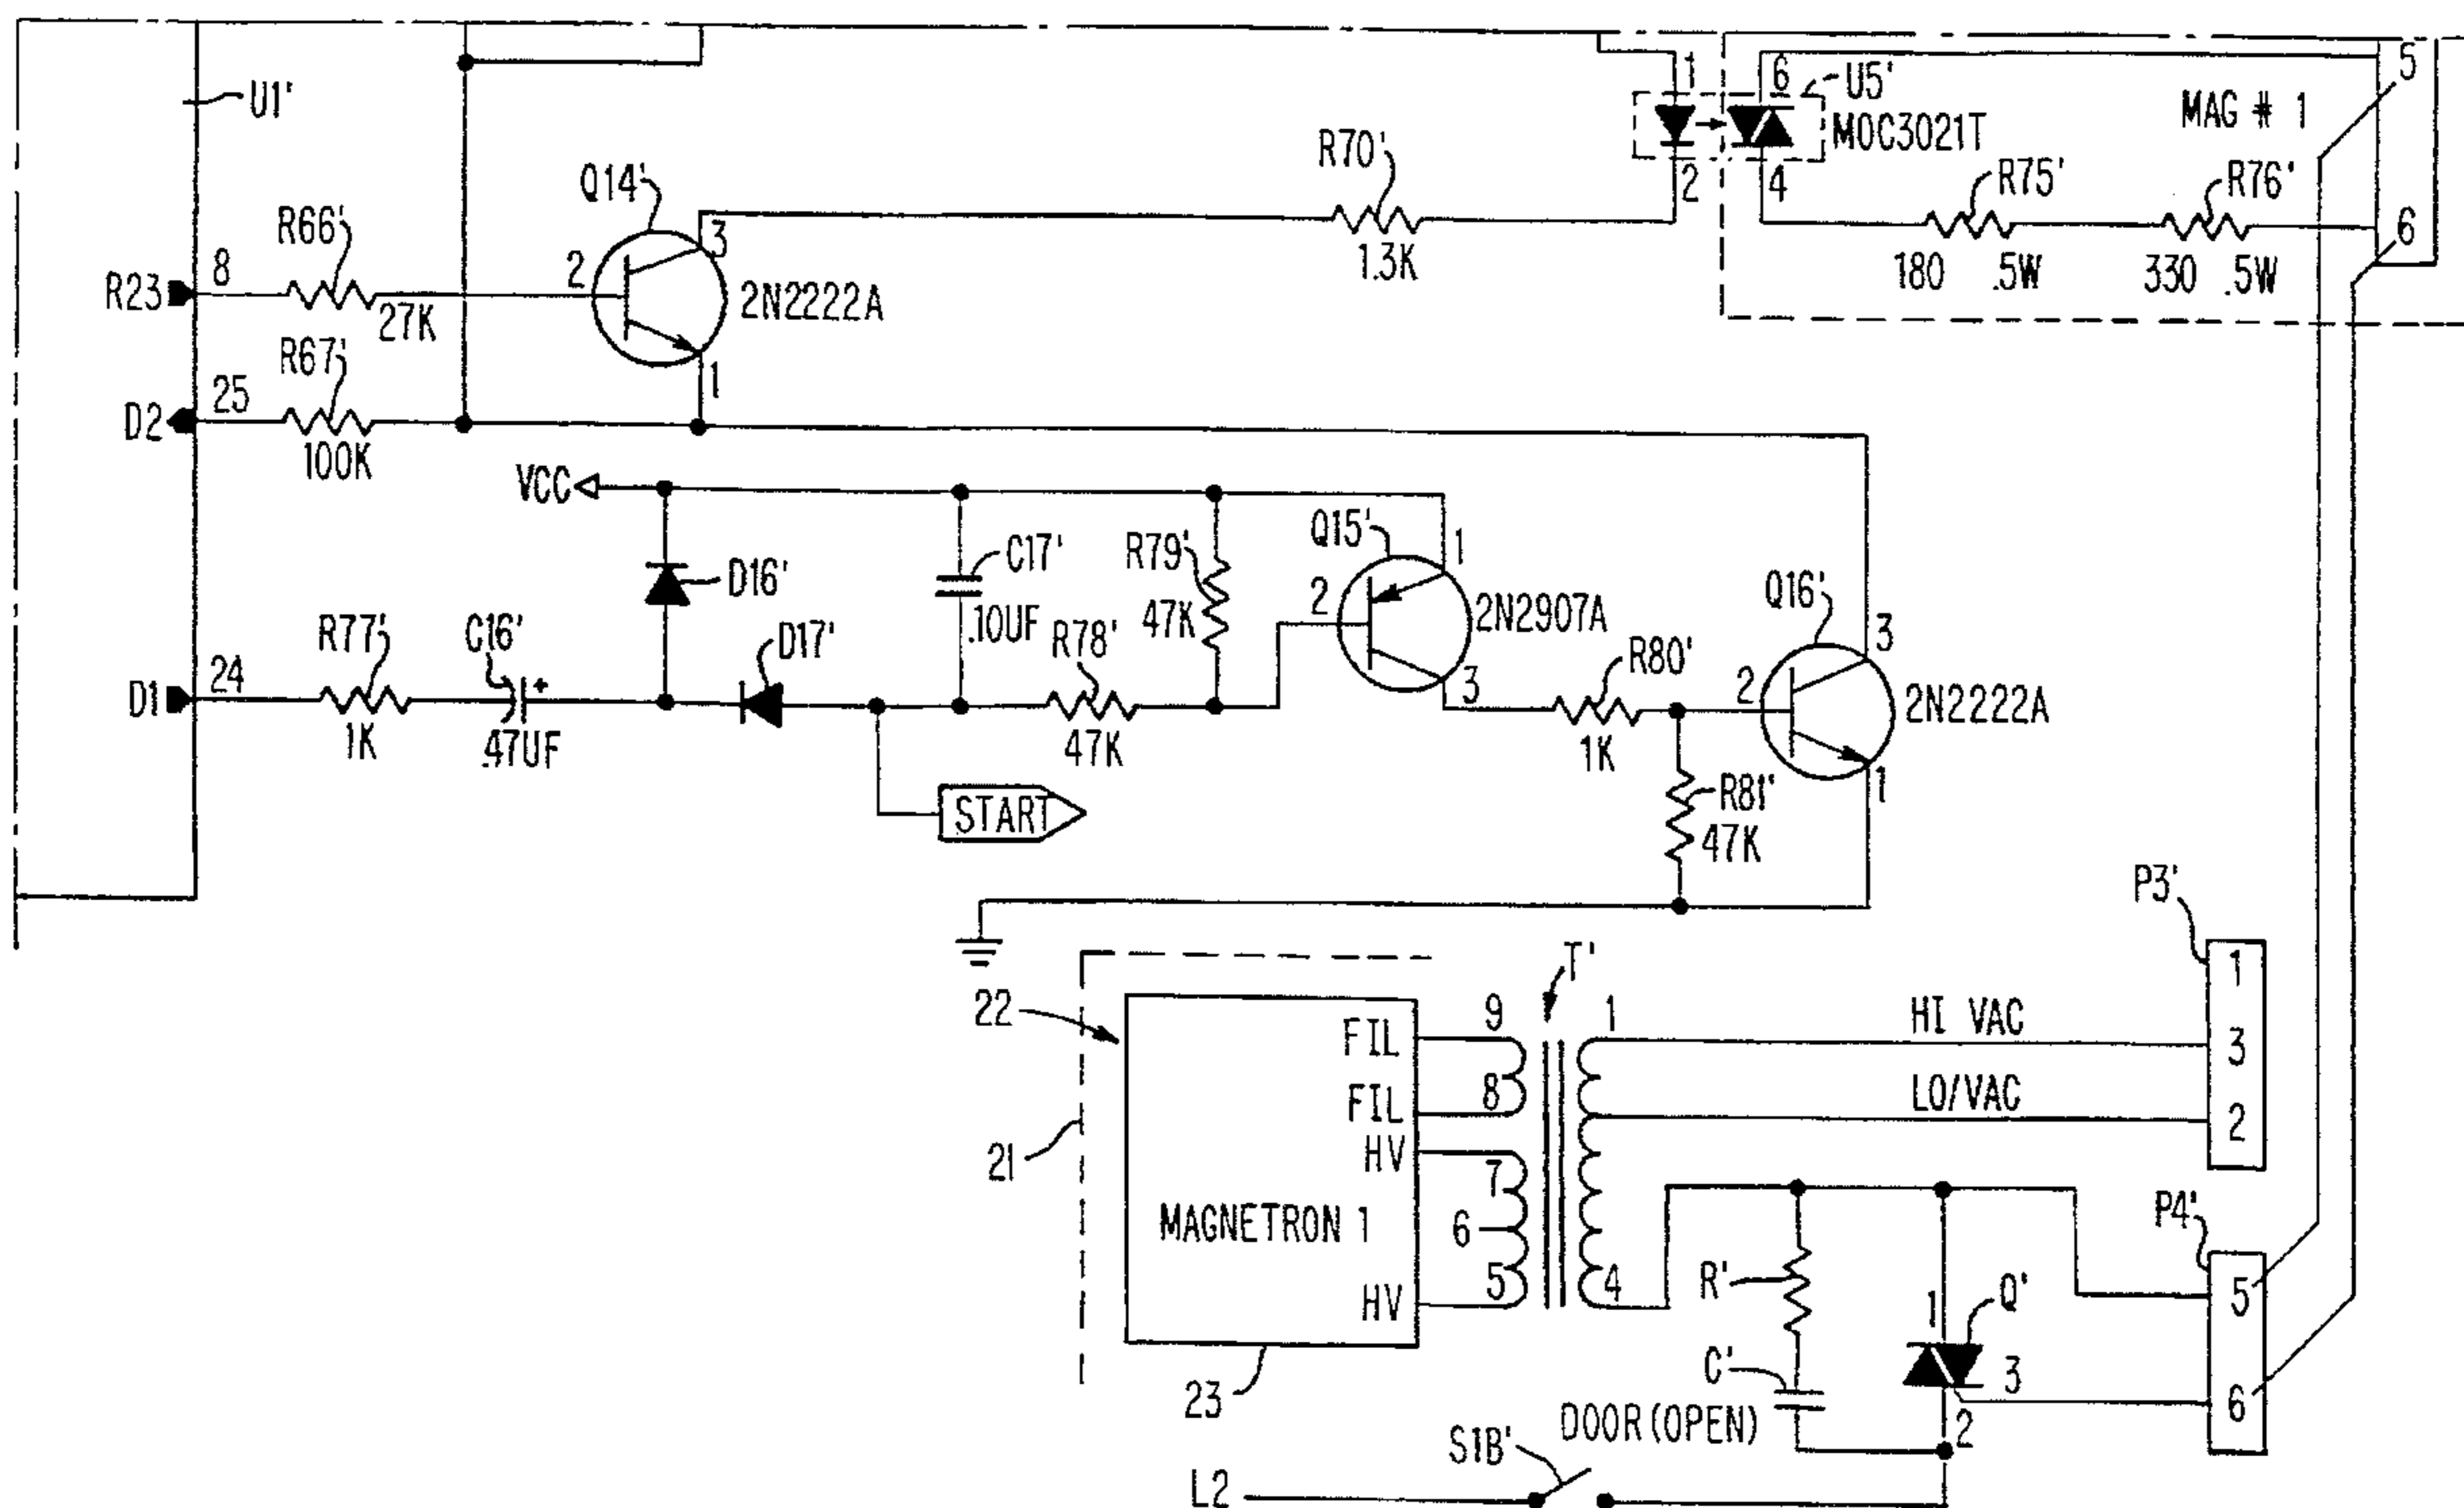 U1'
1
6
U5'
MOC3021T
2
4
MAG # 1
5
6
R70'
1.3K
R75'
180 .5W
R76'
330 .5W
Q14'
3
2
1
2N2222A
R23
8
R66'
27K
D2
25
R67'
100K
VCC
D16'
C17'
.10UF
R79'
47K
Q15'
1
2
3
2N2907A
Q16'
3
2
1
2N2222A
D1
24
R77'
1K
C16'
+
.47UF
D17'
R78'
47K
R80'
1K
R81'
47K
START
P3'
1
3
2
T'
22
21
23
FIL
FIL
HV
HV
MAGNETRON 1
9
8
7
6
5
1
4
HI VAC
LO/VAC
P4'
5
6
R'
C'
Q'
1
3
2
DOOR (OPEN)
S1B'
L2